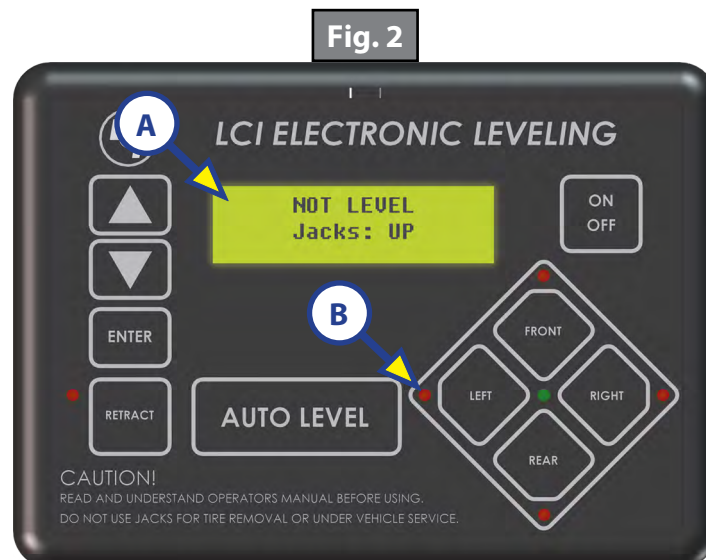 Fig. 2
A
LCI ELECTRONIC LEVELING
NOT LEVEL
Jacks: UP
ON
OFF
B
ENTER
FRONT
LEFT
RIGHT
RETRACT
AUTO LEVEL
REAR
CAUTION!
READ AND UNDERSTAND OPERATORS MANUAL BEFORE USING.
DO NOT USE JACKS FOR TIRE REMOVAL OR UNDER VEHICLE SERVICE.